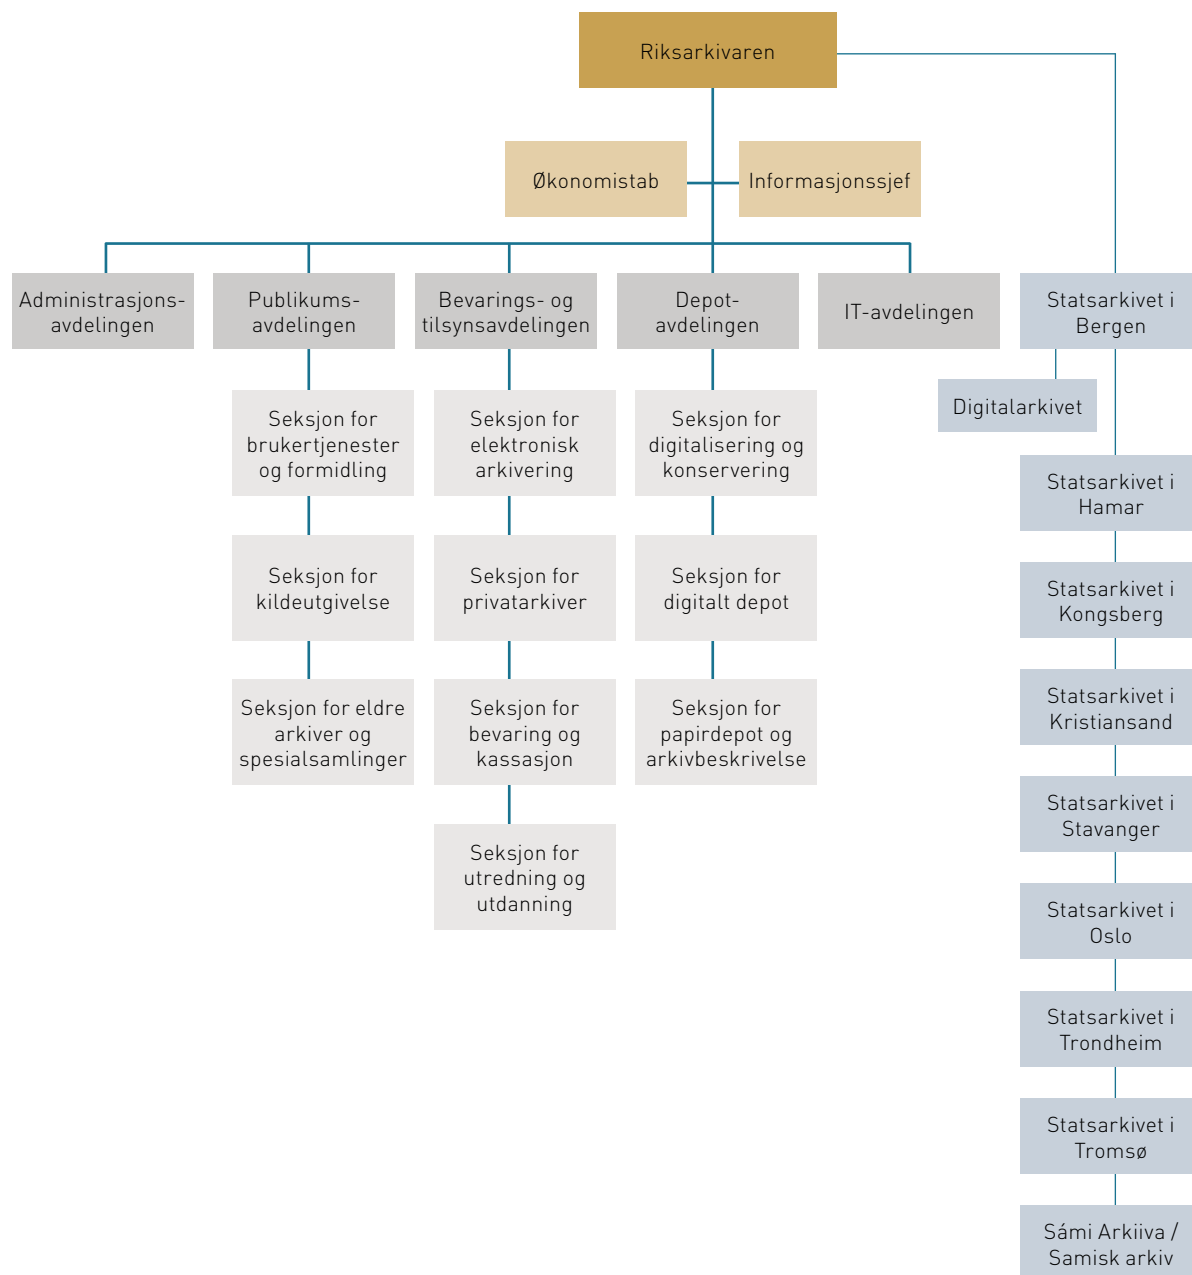 Riksarkivaren
Økonomistab
Informasjonssjef
Administrasjons-
avdelingen
Publikums-
avdelingen
Bevarings- og
tilsynsavdelingen
Depot-
avdelingen
IT-avdelingen
Statsarkivet i
Bergen
Digitalarkivet
Seksjon for
brukertjenester
og formidling
Seksjon for
kildeutgivelse
Seksjon for eldre
arkiver og
spesialsamlinger
Seksjon for
elektronisk
arkivering
Seksjon for
privatarkiver
Seksjon for
bevaring og
kassasjon
Seksjon for
utredning og
utdanning
Seksjon for
digitalisering og
konservering
Seksjon for
digitalt depot
Seksjon for
papirdepot og
arkivbeskrivelse
Statsarkivet i
Hamar
Statsarkivet i
Kongsberg
Statsarkivet i
Kristiansand
Statsarkivet i
Stavanger
Statsarkivet i
Oslo
Statsarkivet i
Trondheim
Statsarkivet i
Tromsø
Sámi Arkiiva /
Samisk arkiv